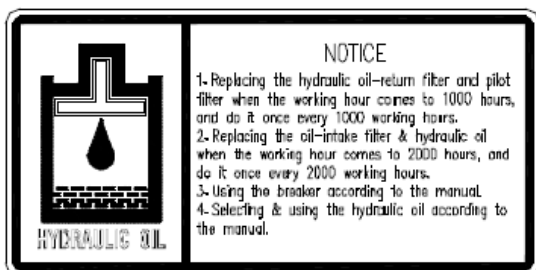 NOTICE
1-Replacing the hydraulic oil-return filter and pilot
filter when the working hour comes to 1000 hours,
and do it once every 1000 working hours.
2-Replacing the oil-intake filter & hydraulic oil
when the working hour comes to 2000 hours, and
do it once every 2000 working hours.
3-Using the breaker according to the manual.
4-Selecting & using the hydraulic oil according to
the manual.
HYDRAULIC OIL